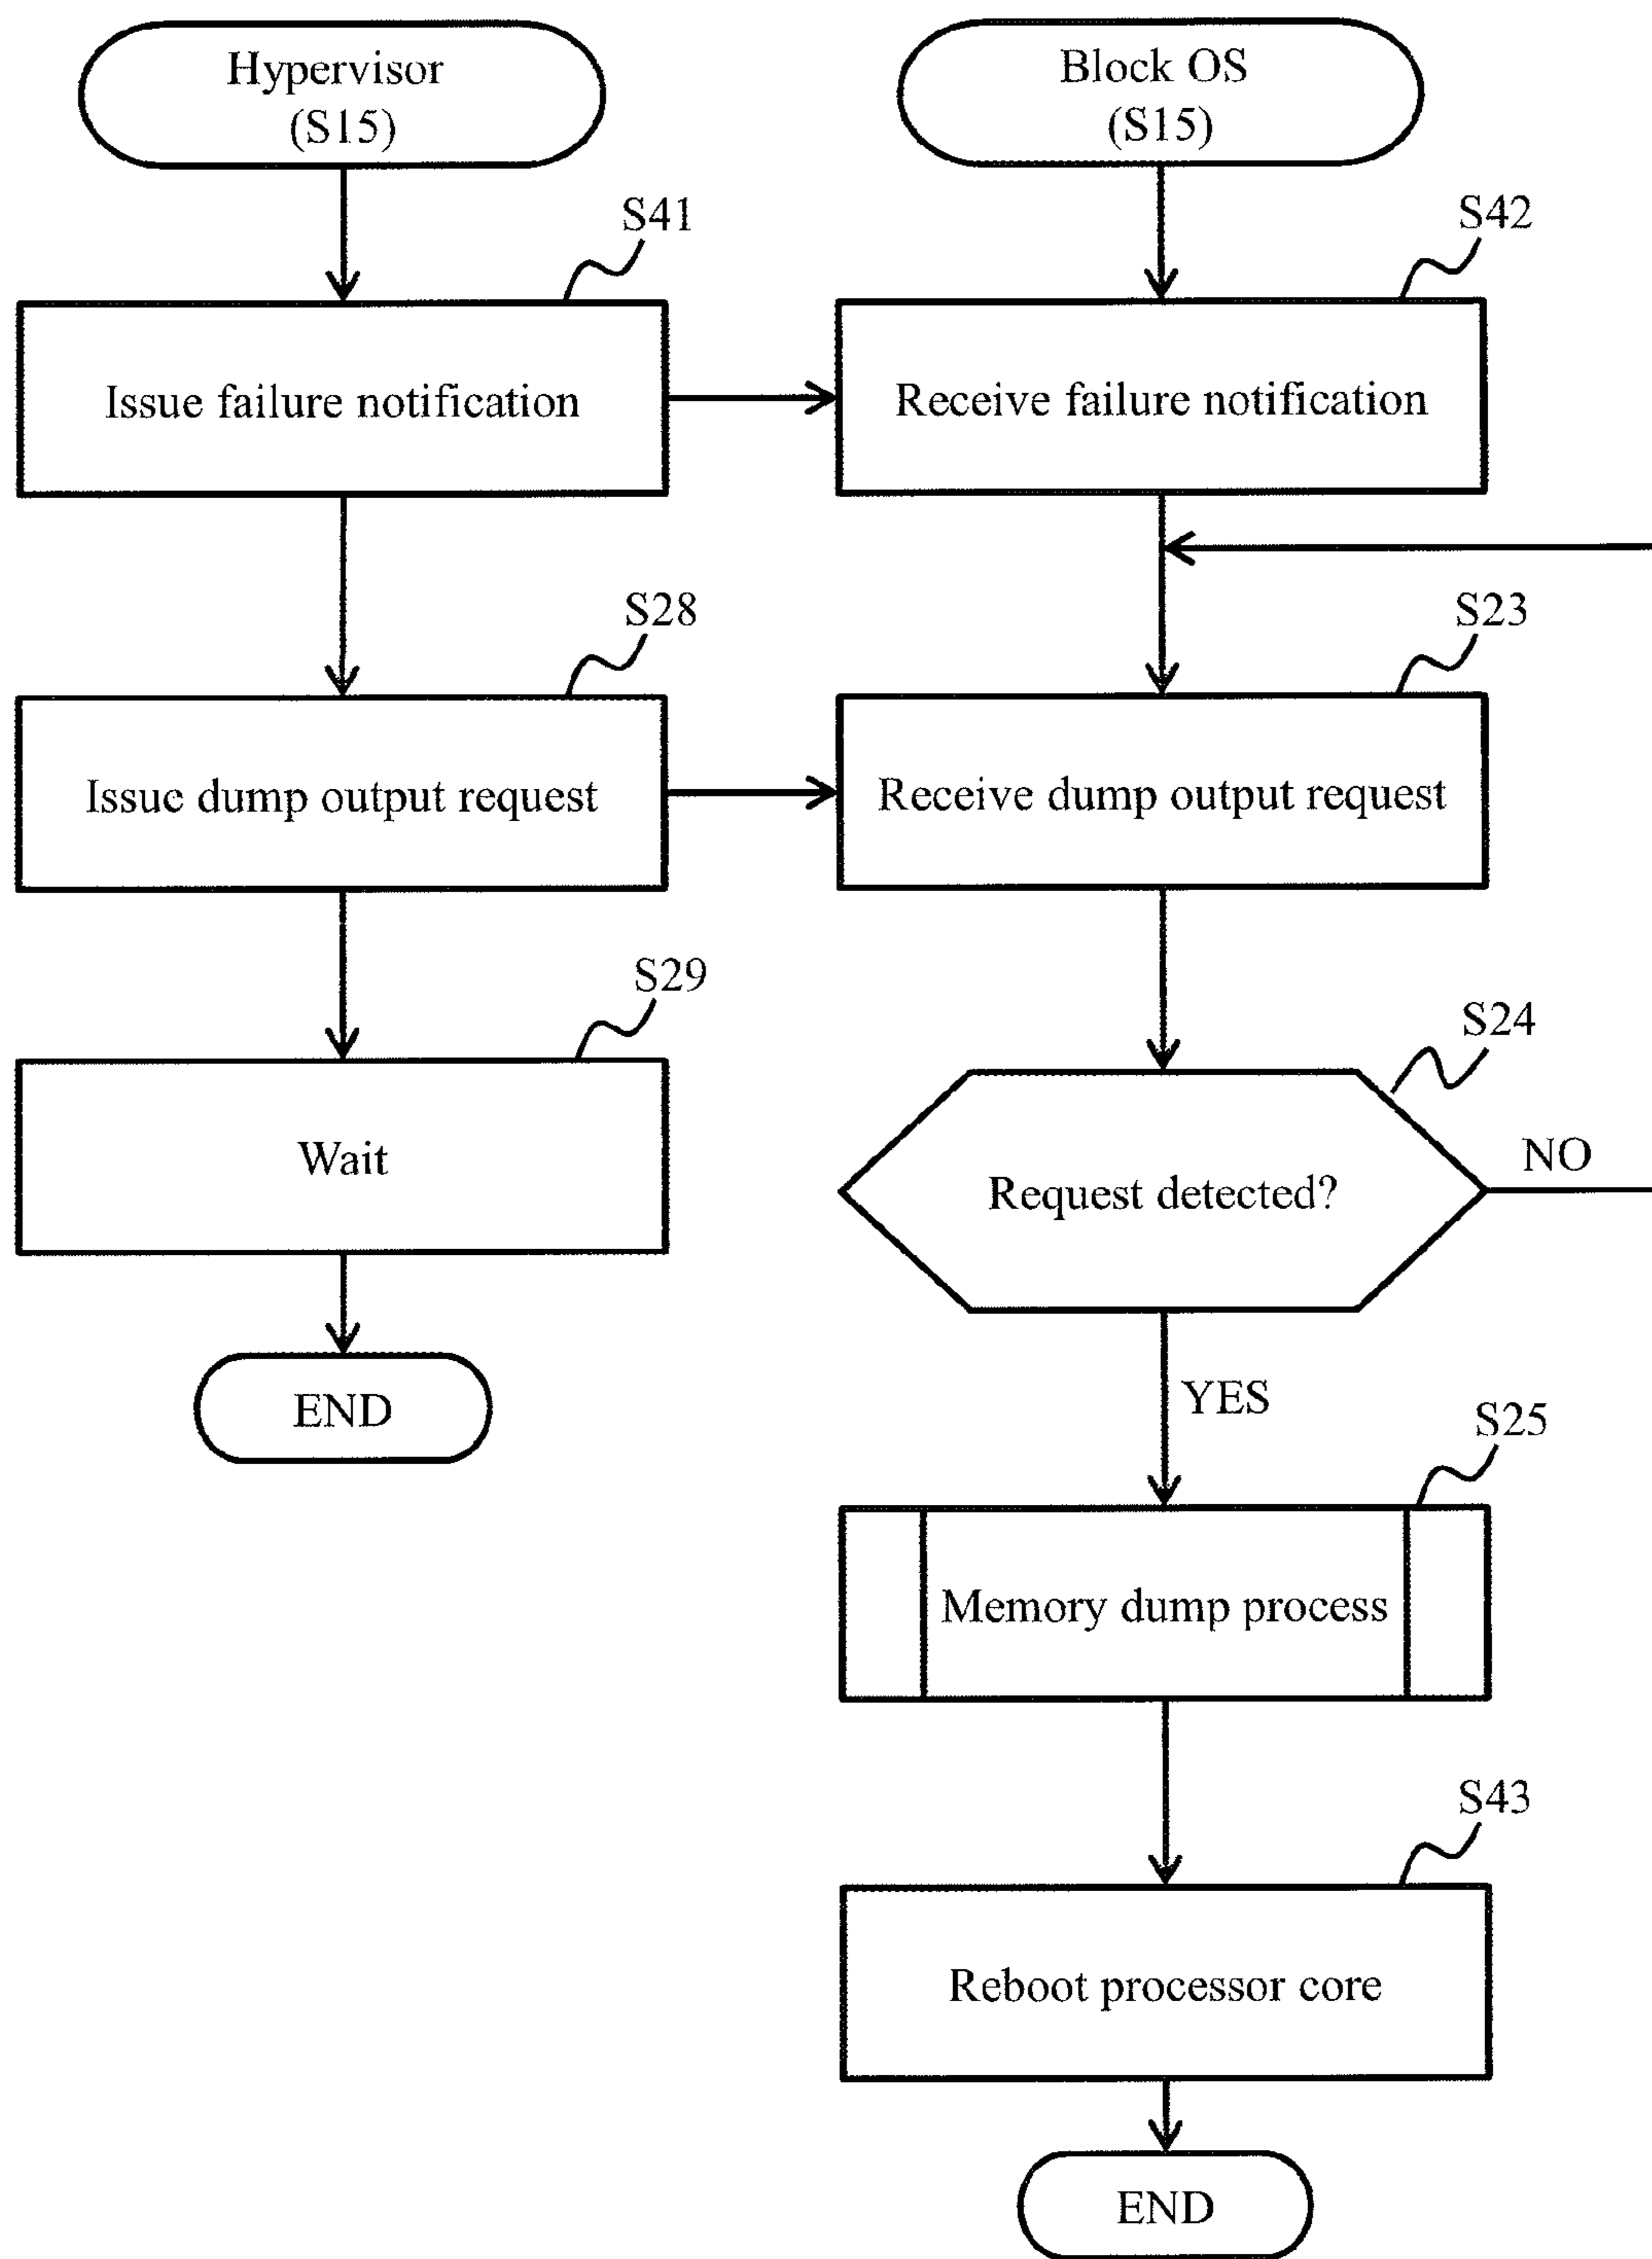 Hypervisor
(S15)
Block OS
(S15)
S41
S42
Issue failure notification
Receive failure notification
S28
S23
Issue dump output request
Receive dump output request
S29
S24
Wait
Request detected?
NO
END
YES
S25
Memory dump process
S43
Reboot processor core
END